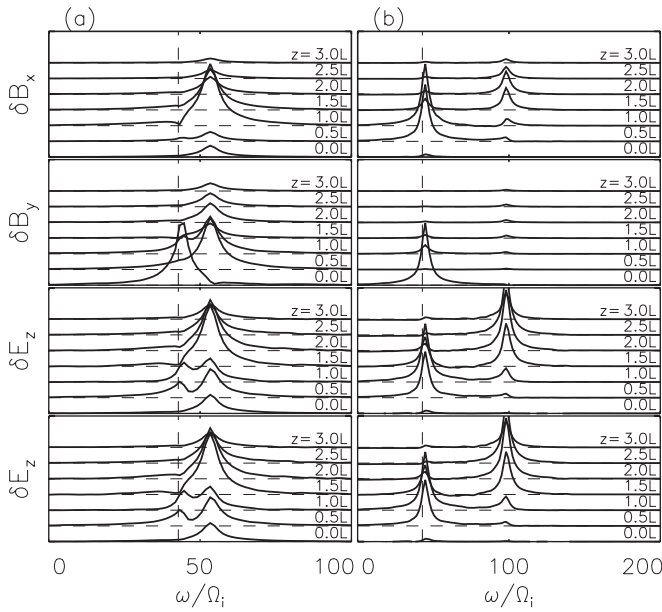 (a) (b)
δBₓ
z = 3.0L z = 3.0L
2.5L 2.5L
2.0L 2.0L
1.5L 1.5L
1.0L 1.0L
0.5L 0.5L
0.0L 0.0L
δBᵧ
z = 3.0L z = 3.0L
2.5L 2.5L
2.0L 2.0L
1.5L 1.5L
1.0L 1.0L
0.5L 0.5L
0.0L 0.0L
δE_z
z = 3.0L z = 3.0L
2.5L 2.5L
2.0L 2.0L
1.5L 1.5L
1.0L 1.0L
0.5L 0.5L
0.0L 0.0L
δE_z
z = 3.0L z = 3.0L
2.5L 2.5L
2.0L 2.0L
1.5L 1.5L
1.0L 1.0L
0.5L 0.5L
0.0L 0.0L
0 50 100 0 100 200
ω/Ωᵢ ω/Ωᵢ